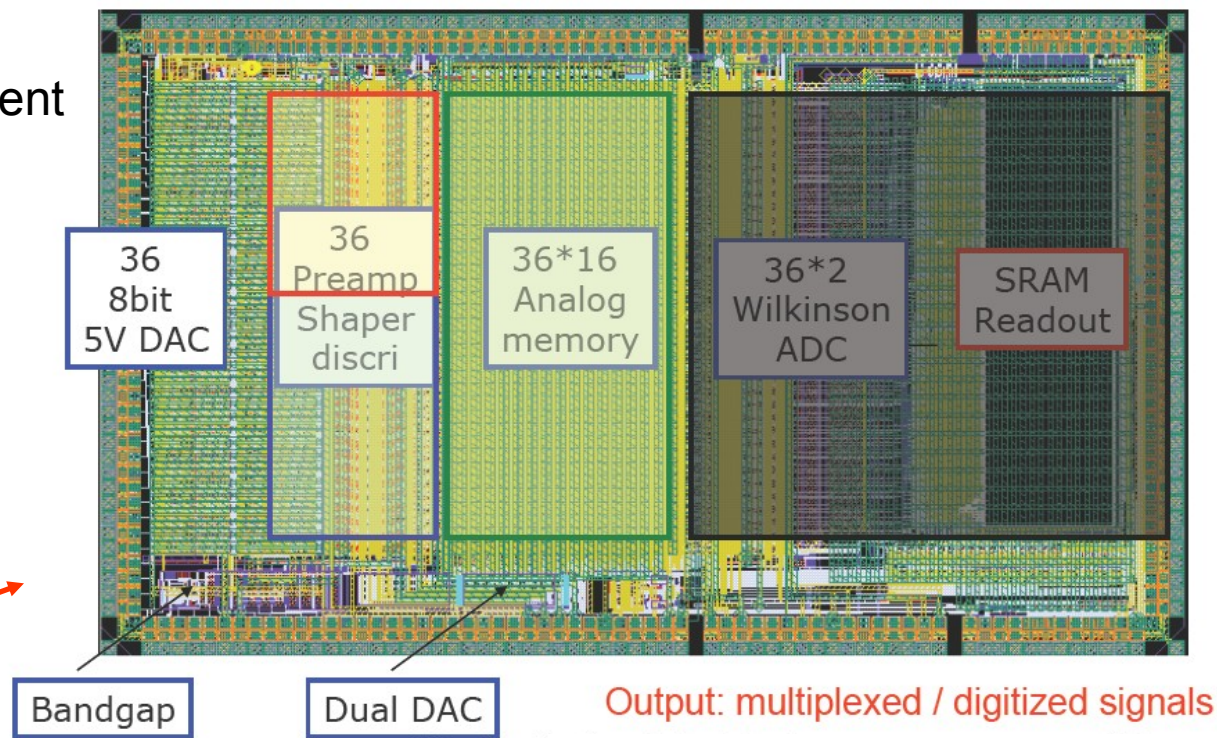 ent
36
8bit
5V DAC
36
Preamp
Shaper
discri
36*16
Analog
memory
36*2
Wilkinson
ADC
SRAM
Readout
Bandgap
Dual DAC
Output: multiplexed / digitized signals